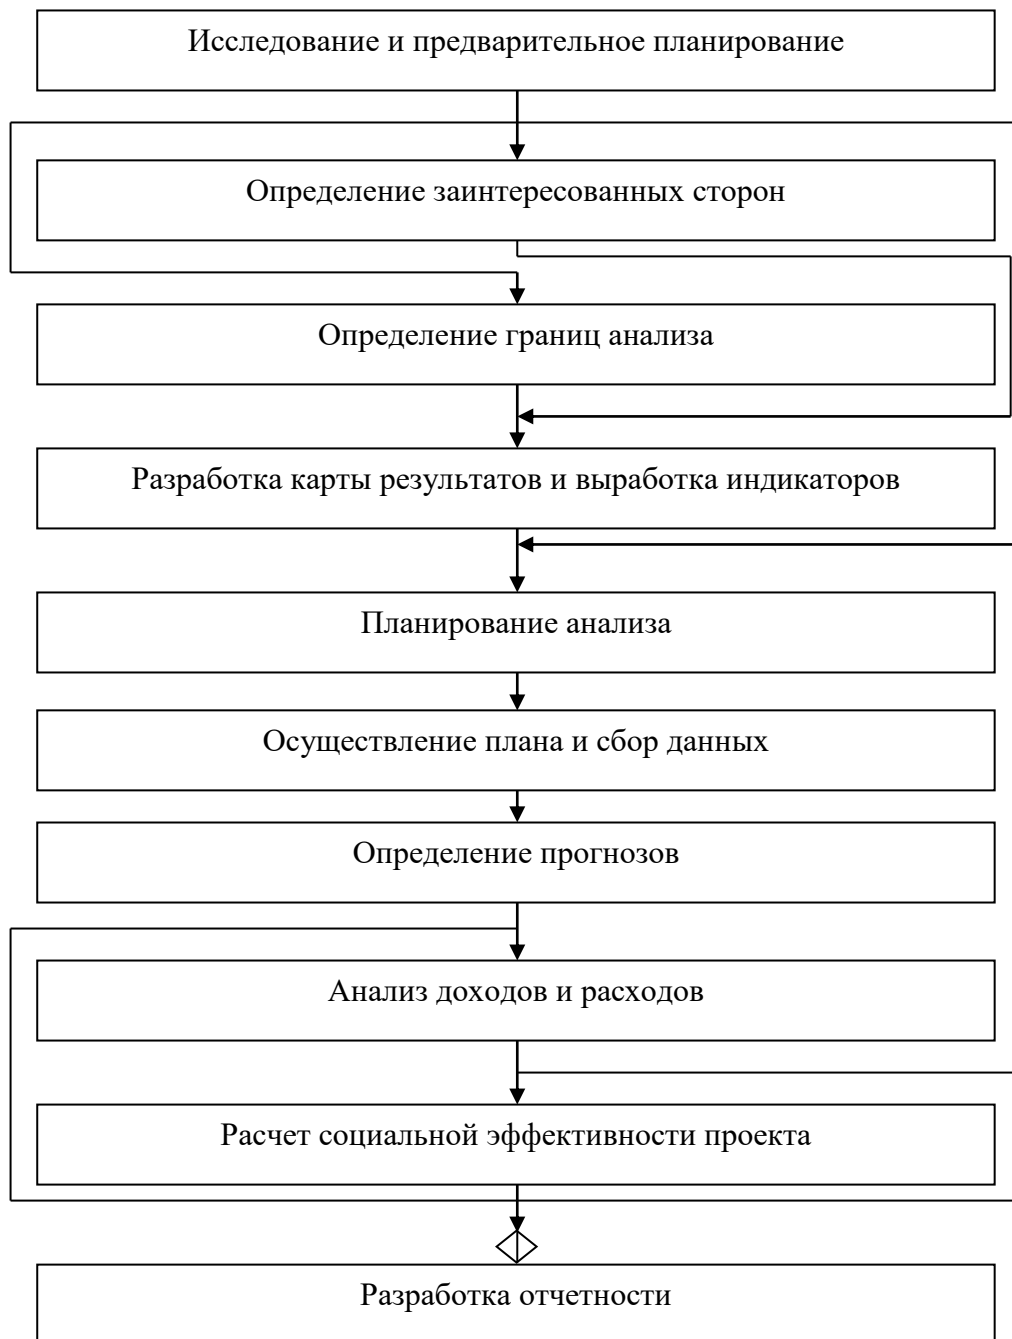 Исследование и предварительное планирование
Определение заинтересованных сторон
Определение границ анализа
Разработка карты результатов и выработка индикаторов
Планирование анализа
Осуществление плана и сбор данных
Определение прогнозов
Анализ доходов и расходов
Расчет социальной эффективности проекта
Разработка отчетности